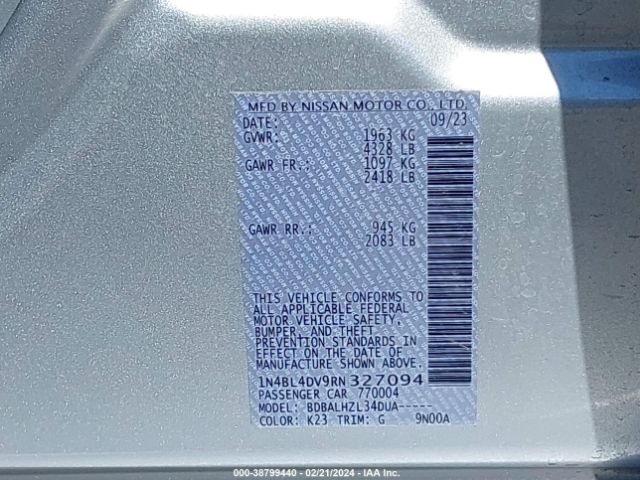 MFD BY NISSAN MOTOR CO., LTD.
DATE: 09/23
GVWR: 1963 KG
4328 LB
GAWR FR.: 1097 KG
2418 LB
GAWR RR.: 945 KG
2083 LB
THIS VEHICLE CONFORMS TO
ALL APPLICABLE FEDERAL
MOTOR VEHICLE SAFETY,
BUMPER, AND THEFT
PREVENTION STANDARDS IN
EFFECT ON THE DATE OF
MANUFACTURE SHOWN ABOVE.
1N4BL4DV9RN327094
PASSENGER CAR 770004
MODEL: BDBALHZL34DUA-----
COLOR: K23 TRIM: G 9N00A
000-38799440 - 02/21/2024 - IAA Inc.